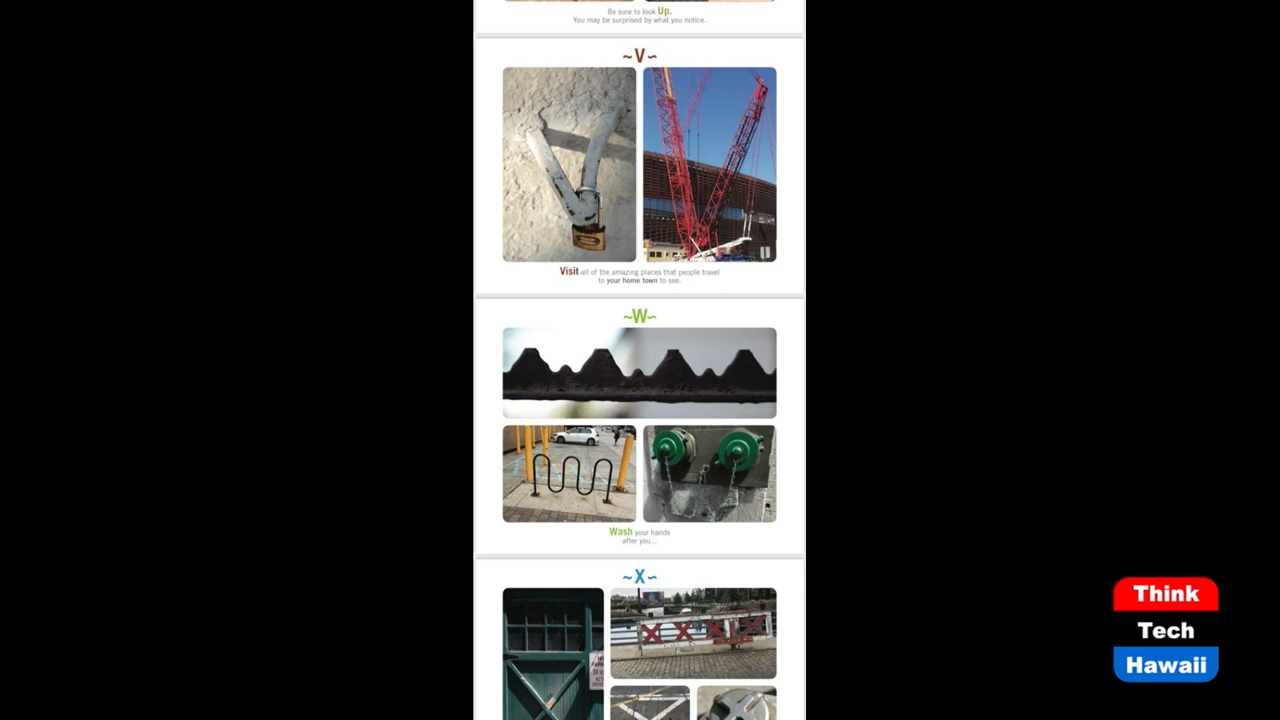 Be sure to look Up.
You may be surprised by what you notice.
~V~
Visit all of the amazing places that people travel
to your home town to see.
~W~
Wash your hands
after you...
~X~
Think
Tech
Hawaii